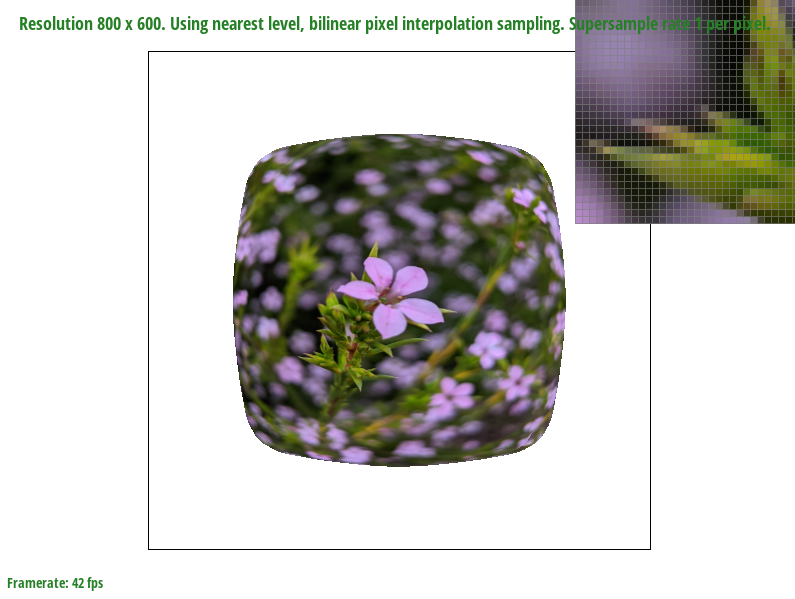 Resolution 800 x 600. Using nearest level, bilinear pixel interpolation sampling. Supersample rate 1 per pixel.
Framerate: 42 fps